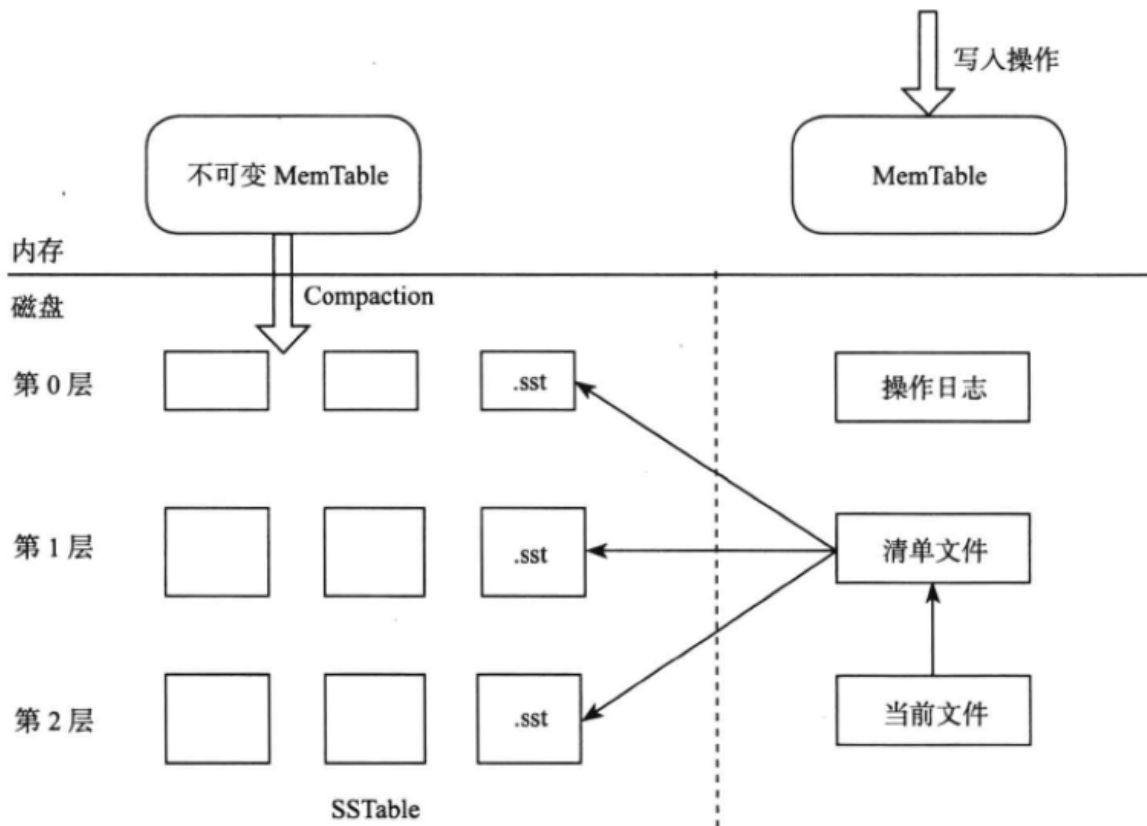 写入操作
不可变 MemTable
MemTable
内存
磁盘
Compaction
第 0 层
.sst
操作日志
第 1 层
.sst
清单文件
第 2 层
.sst
当前文件
SSTable